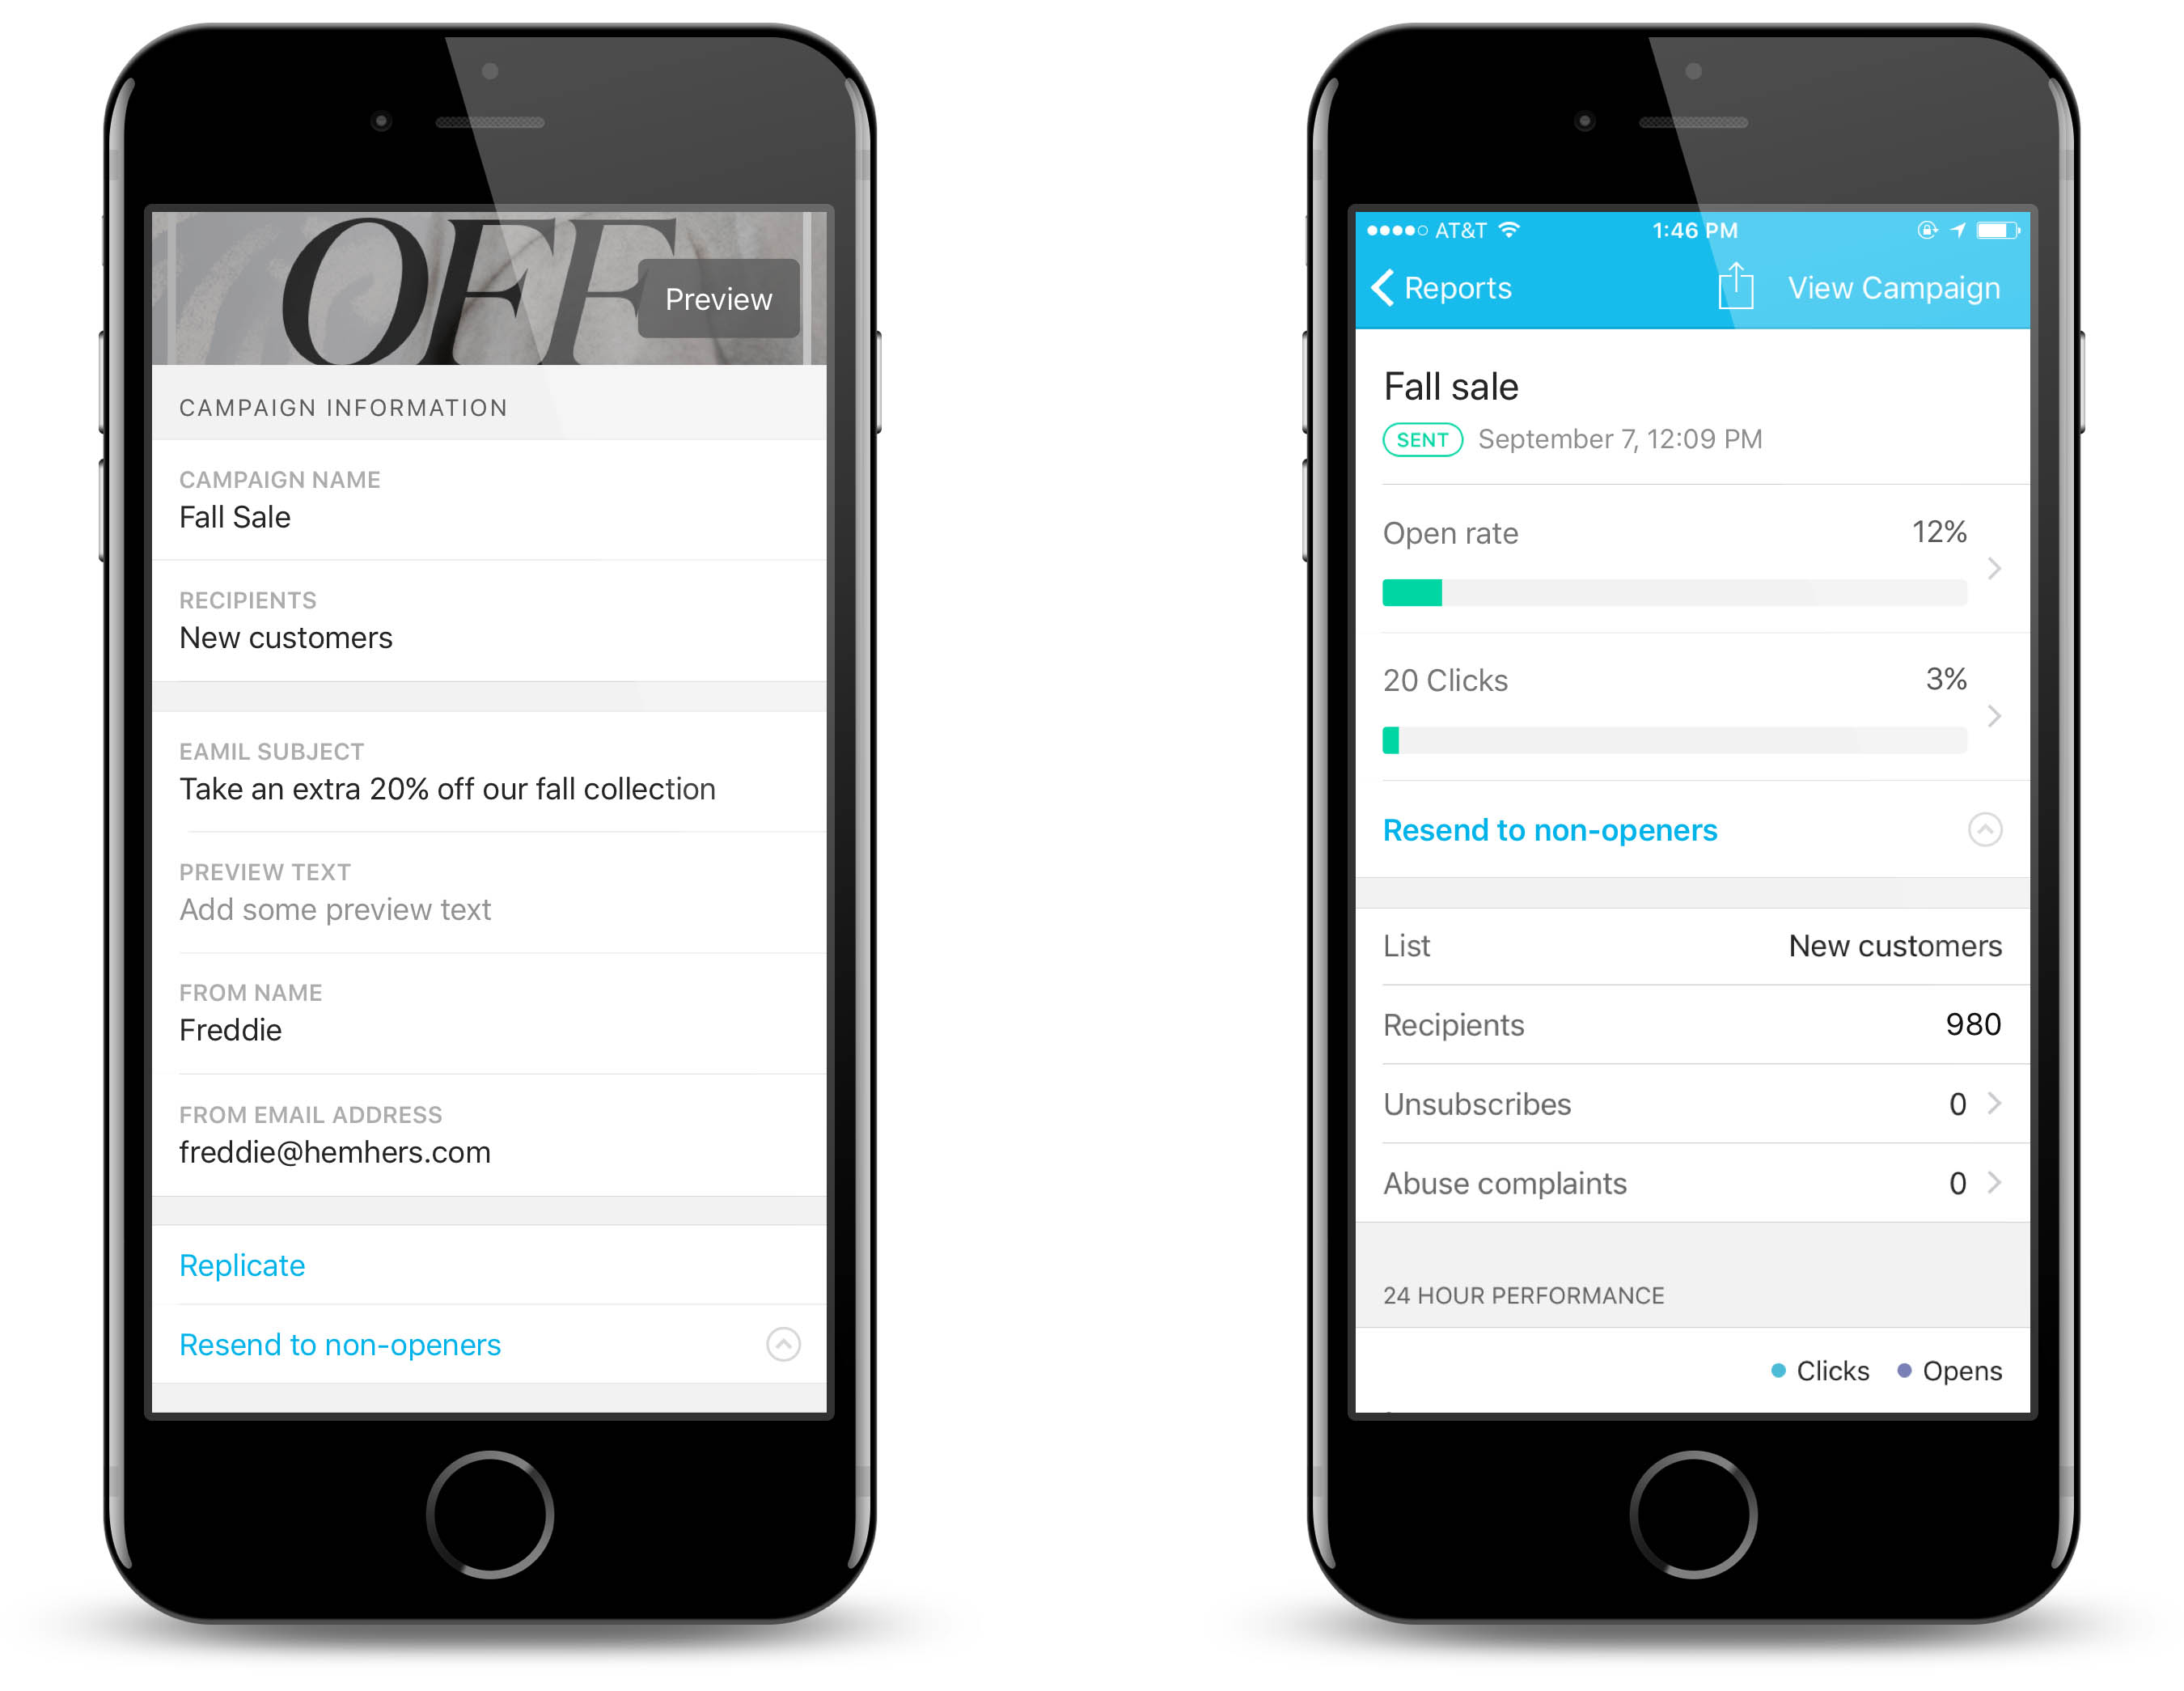 OFF
Preview
CAMPAIGN INFORMATION
CAMPAIGN NAME
Fall Sale
RECIPIENTS
New customers
EAMIL SUBJECT
Take an extra 20% off our fall collection
PREVIEW TEXT
Add some preview text
FROM NAME
Freddie
FROM EMAIL ADDRESS
freddie@hemhers.com
Replicate
Resend to non-openers
AT&T 1:46 PM
Reports View Campaign
Fall sale
SENT September 7, 12:09 PM
Open rate 12%
20 Clicks 3%
Resend to non-openers
List New customers
Recipients 980
Unsubscribes 0
Abuse complaints 0
24 HOUR PERFORMANCE
Clicks Opens